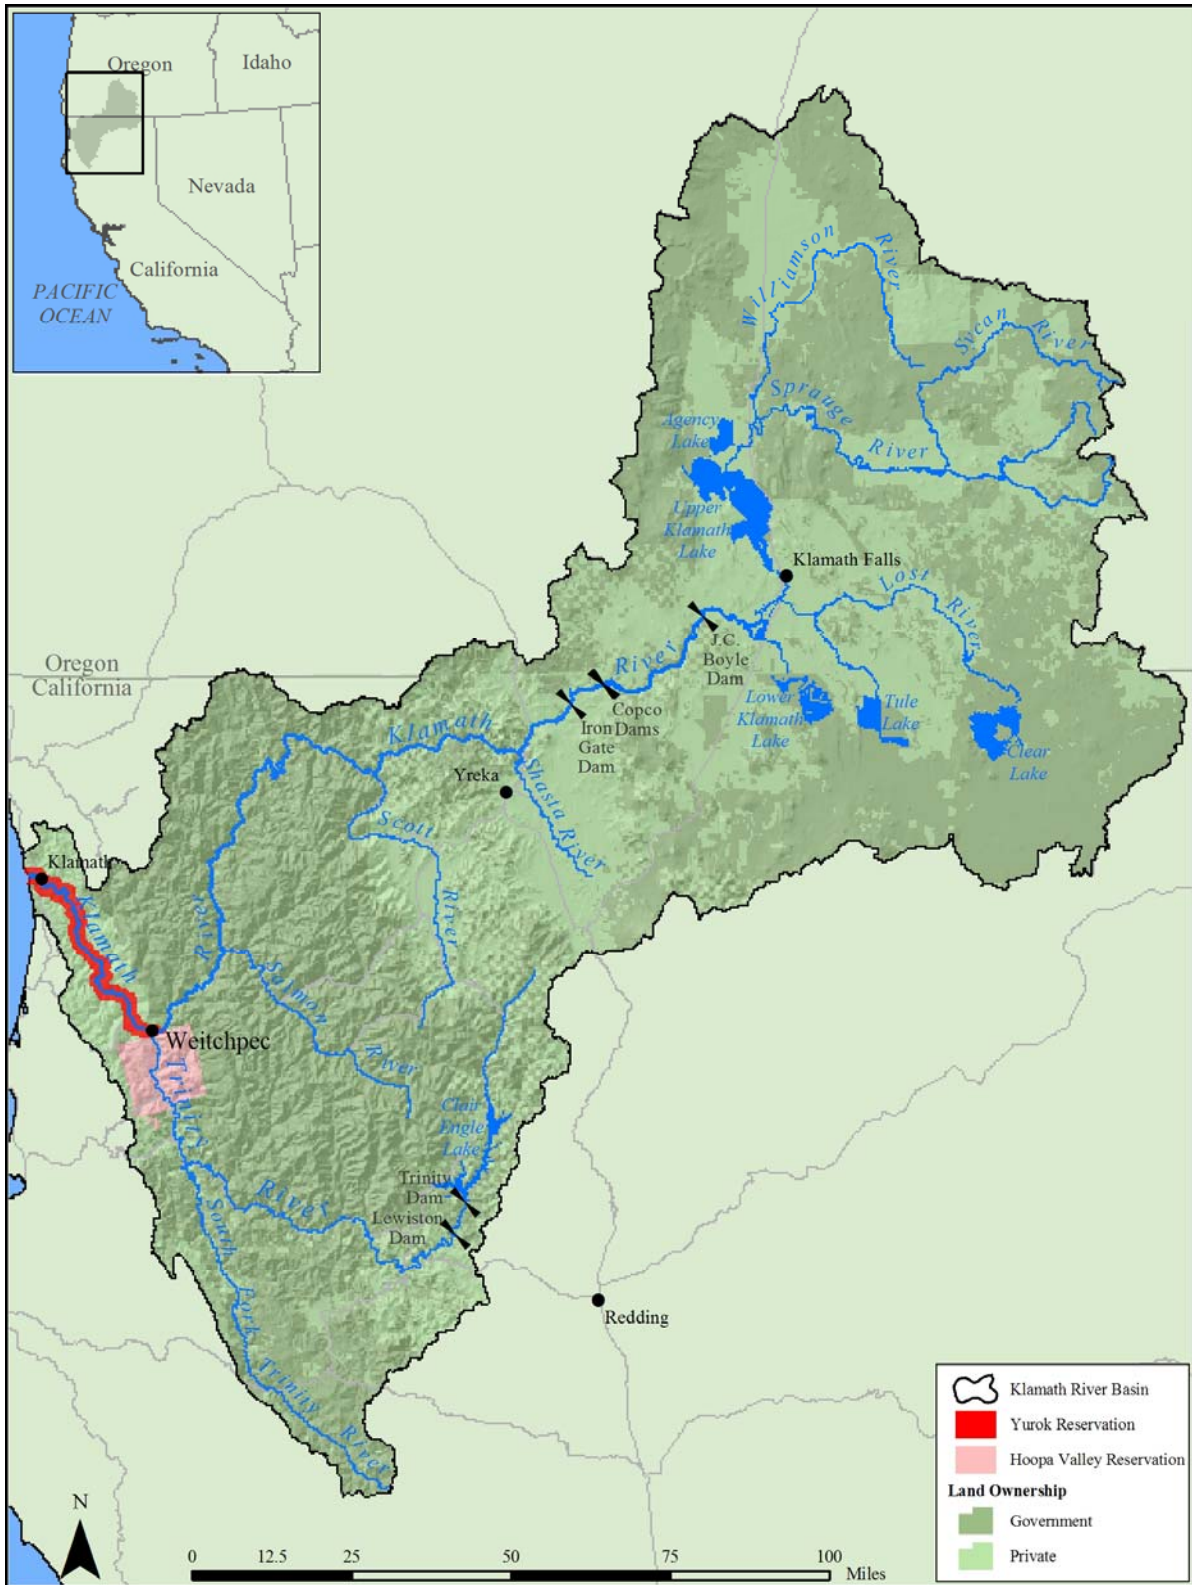 Oregon
Idaho
Nevada
California
PACIFIC
OCEAN
Williamson
River
Sycan
River
Sprauge
River
Agency
Lake
Upper
Klamath
Lake
Klamath Falls
Lost
River
J.C.
Boyle
Dam
River
Oregon
California
Copco
Dams
Iron
Gate
Dam
Lower
Klamath
Lake
Tule
Lake
Clear
Lake
Klamath
Yreka
Shasta River
Scott
River
Klamath
Klamath
River
Salmon
River
Weitchpec
Trinity
River
Clair
Engle
Lake
Trinity
Dam
Lewiston
Dam
South
Fork
Trinity
River
Redding
Klamath River Basin
Yurok Reservation
Hoopa Valley Reservation
Land Ownership
Government
Private
N
0 12.5 25 50 75 100
Miles